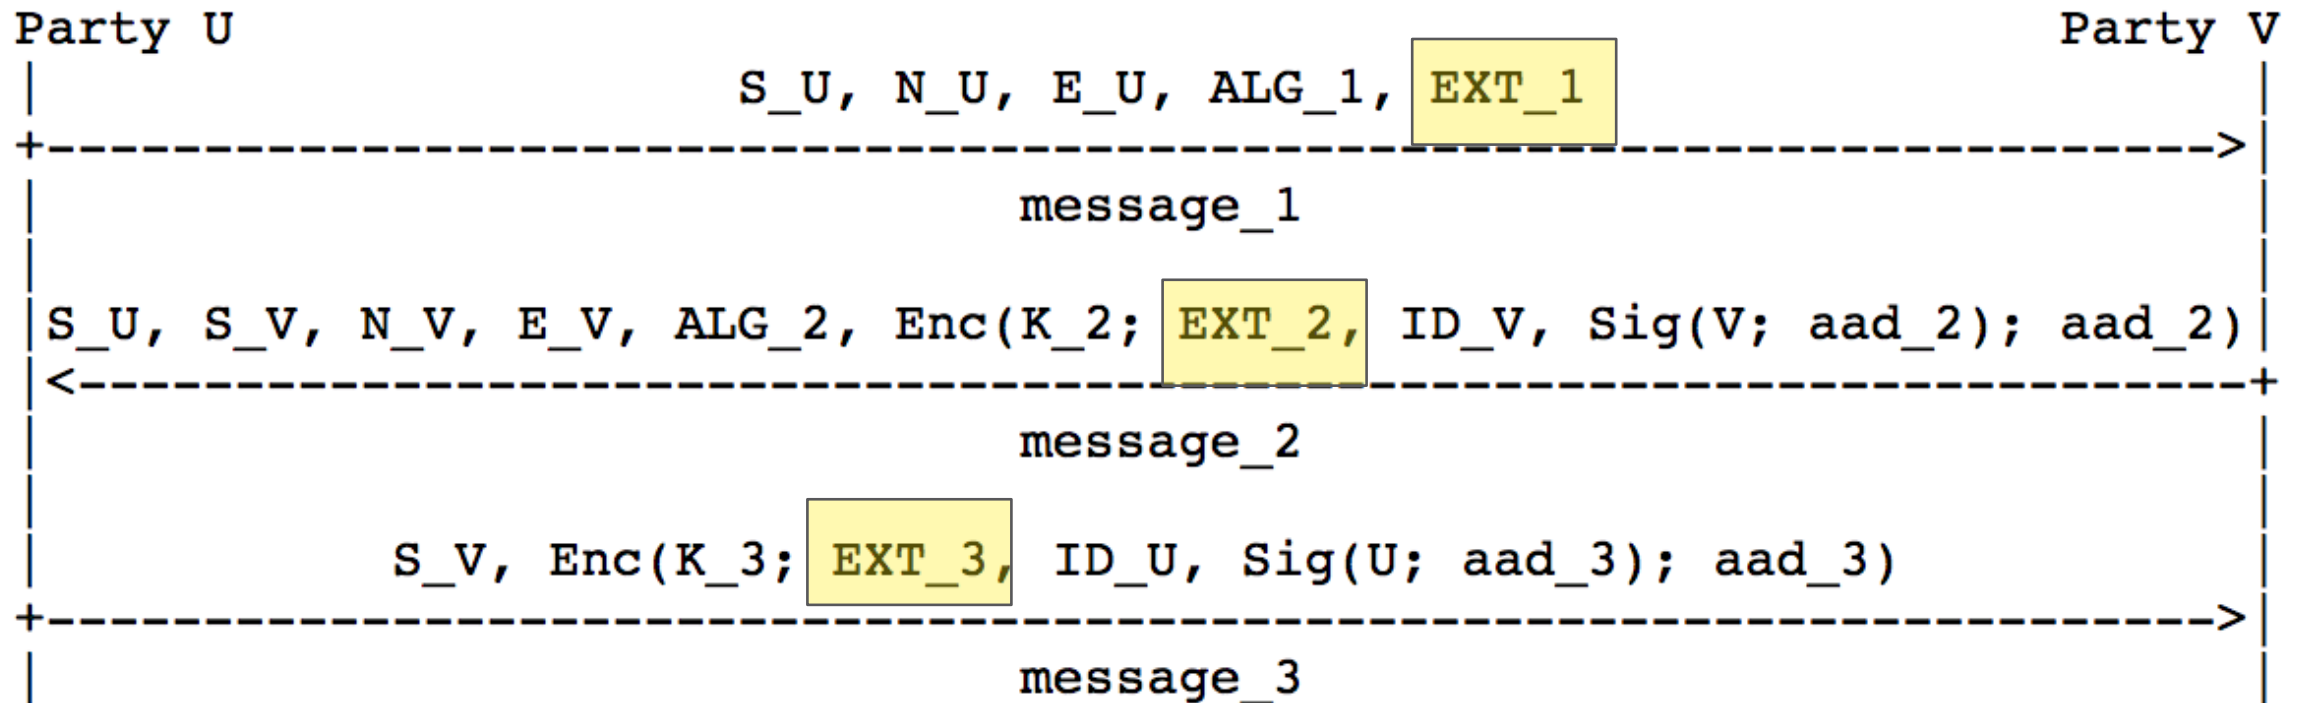 Party U Party V
| S_U, N_U, E_U, ALG_1, EXT_1 |
+---------------------------------------------------------------------->|
| message_1 |
| |
|S_U, S_V, N_V, E_V, ALG_2, Enc(K_2; EXT_2, ID_V, Sig(V; aad_2); aad_2)|
|<----------------------------------------------------------------------+
| message_2 |
| |
| S_V, Enc(K_3; EXT_3, ID_U, Sig(U; aad_3); aad_3) |
+---------------------------------------------------------------------->|
| message_3 |